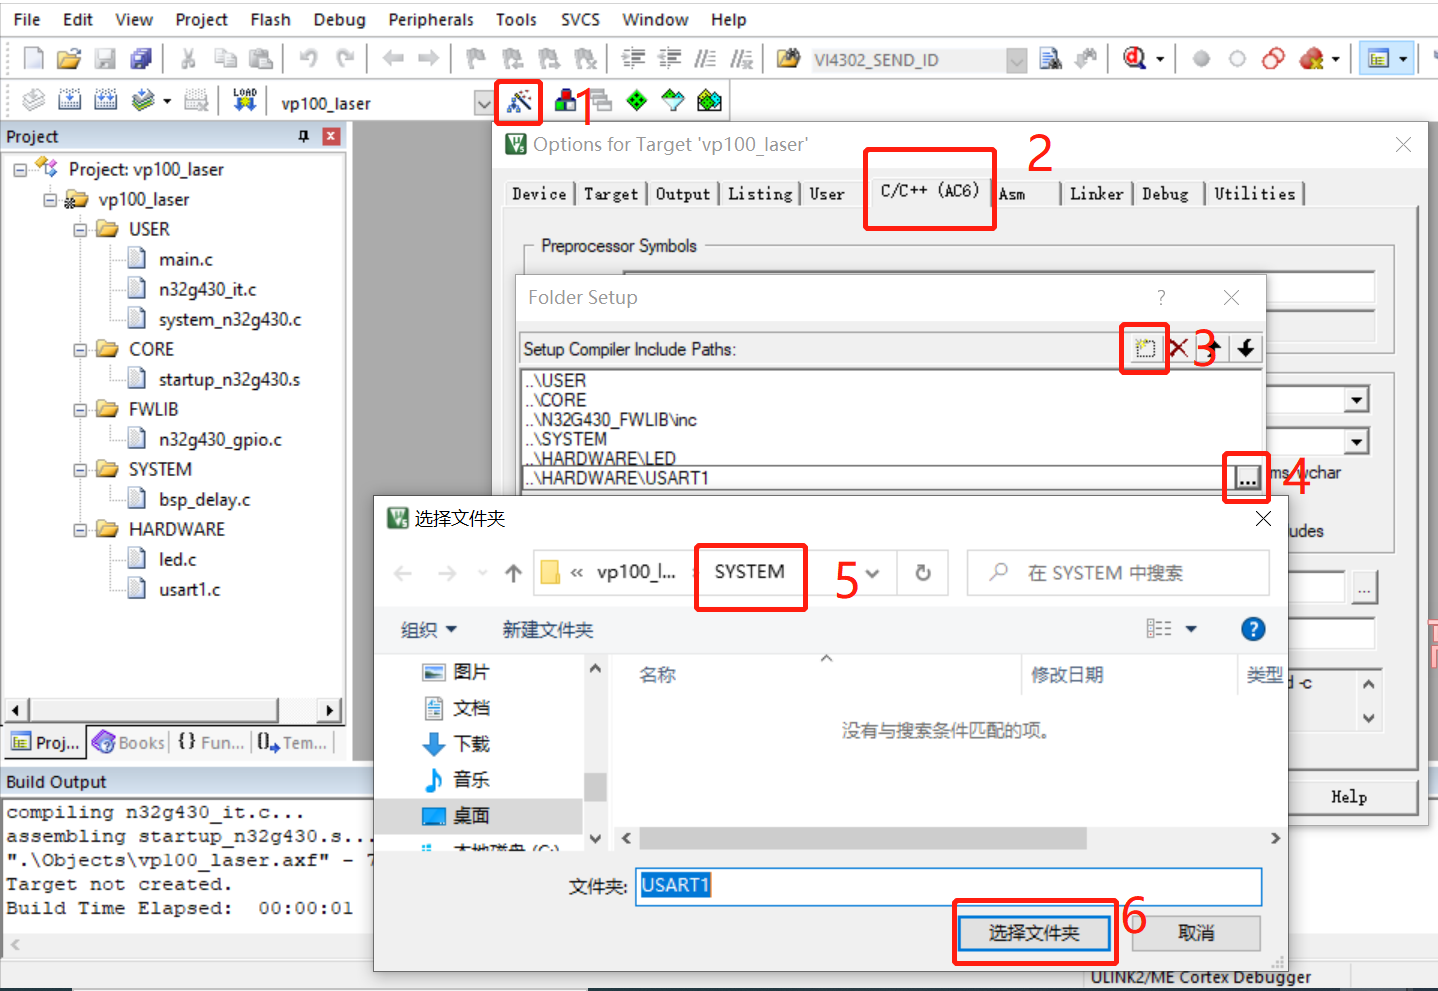 File Edit View Project Flash Debug Peripherals Tools SVCS Window Help
VI4302_SEND_ID
LOAD
vp100_laser
1
Project
Project: vp100_laser
vp100_laser
USER
main.c
n32g430_it.c
system_n32g430.c
CORE
startup_n32g430.s
FWLIB
n32g430_gpio.c
SYSTEM
bsp_delay.c
HARDWARE
led.c
usart1.c
Proj... Books {} Fun... Tem...
Options for Target 'vp100_laser'
2
Device Target Output Listing User C/C++ (AC6) Asm Linker Debug Utilities
Preprocessor Symbols
Folder Setup
?
Setup Compiler Include Paths:
3
..\USER
..\CORE
..\N32G430_FWLIB\inc
..\SYSTEM
..\HARDWARE\LED
..\HARDWARE\USART1
...
4
wchar
...
d -c
Help
选择文件夹
« vp100_l... SYSTEM
5
在 SYSTEM 中搜索
组织 新建文件夹
?
图片
文档
下载
音乐
桌面
本地磁盘 (C:)
名称 修改日期 类型
没有与搜索条件匹配的项。
文件夹: USART1
选择文件夹 取消
6
Build Output
compiling n32g430_it.c...
assembling startup_n32g430.s...
".\Objects\vp100_laser.axf" -
Target not created.
Build Time Elapsed: 00:00:01
ULINK2/ME Cortex Debugger